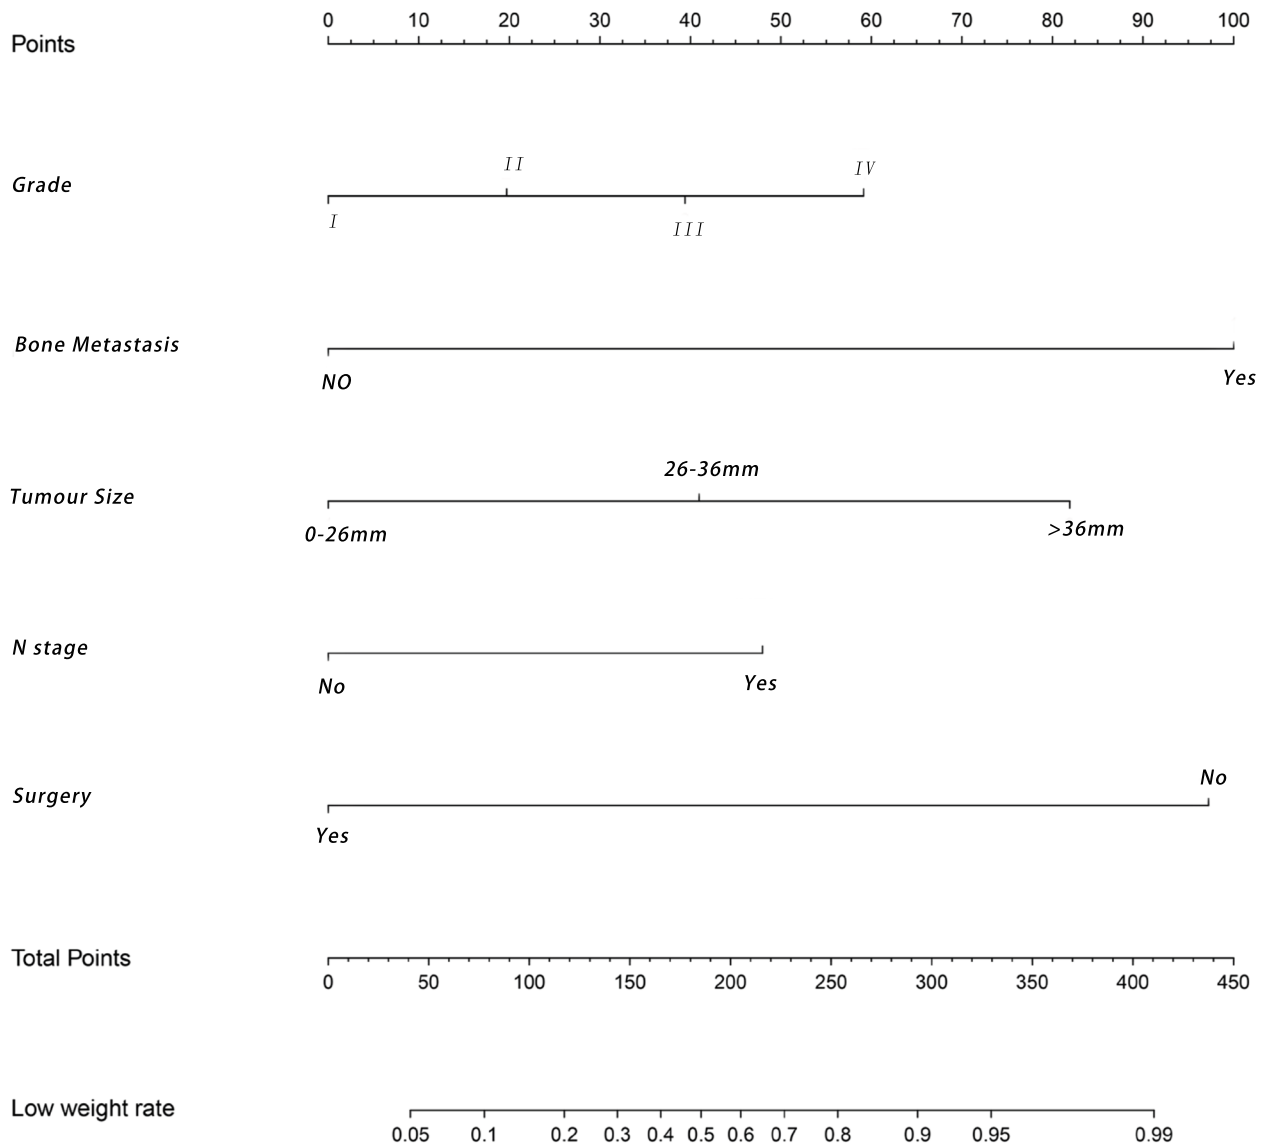 0 10 20 30 40 50 60 70 80 90 100
Points
II IV
Grade
I III
Bone Metastasis
NO Yes
26-36mm
Tumour Size
0-26mm >36mm
N stage
No Yes
No
Surgery
Yes
Total Points
0 50 100 150 200 250 300 350 400 450
Low weight rate
0.05 0.1 0.2 0.3 0.4 0.5 0.6 0.7 0.8 0.9 0.95 0.99